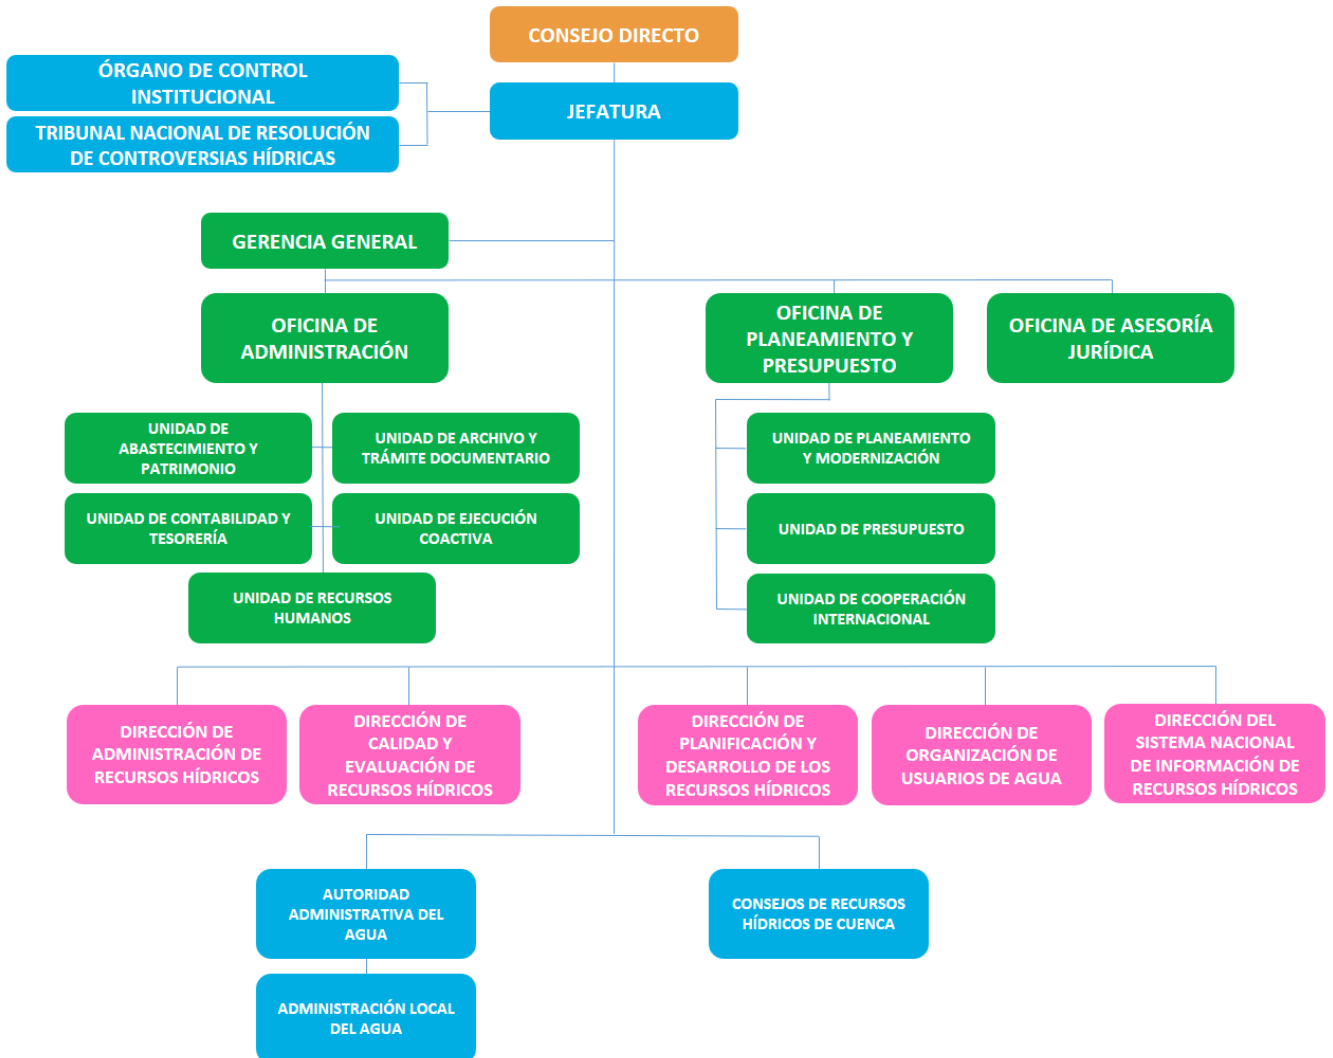 CONSEJO DIRECTO
ÓRGANO DE CONTROL
INSTITUCIONAL
JEFATURA
TRIBUNAL NACIONAL DE RESOLUCIÓN
DE CONTROVERSIAS HÍDRICAS
GERENCIA GENERAL
OFICINA DE
ADMINISTRACIÓN
OFICINA DE
PLANEAMIENTO Y
PRESUPUESTO
OFICINA DE ASESORÍA
JURÍDICA
UNIDAD DE
ABASTECIMIENTO Y
PATRIMONIO
UNIDAD DE ARCHIVO Y
TRÁMITE DOCUMENTARIO
UNIDAD DE PLANEAMIENTO
Y MODERNIZACIÓN
UNIDAD DE CONTABILIDAD Y
TESORERÍA
UNIDAD DE EJECUCIÓN
COACTIVA
UNIDAD DE PRESUPUESTO
UNIDAD DE RECURSOS
HUMANOS
UNIDAD DE COOPERACIÓN
INTERNACIONAL
DIRECCIÓN DE
ADMINISTRACIÓN DE
RECURSOS HÍDRICOS
DIRECCIÓN DE
CALIDAD Y
EVALUACIÓN DE
RECURSOS HÍDRICOS
DIRECCIÓN DE
PLANIFICACIÓN Y
DESARROLLO DE LOS
RECURSOS HÍDRICOS
DIRECCIÓN DE
ORGANIZACIÓN DE
USUARIOS DE AGUA
DIRECCIÓN DEL
SISTEMA NACIONAL
DE INFORMACIÓN DE
RECURSOS HÍDRICOS
AUTORIDAD
ADMINISTRATIVA DEL
AGUA
CONSEJOS DE RECURSOS
HÍDRICOS DE CUENCA
ADMINISTRACIÓN LOCAL
DEL AGUA